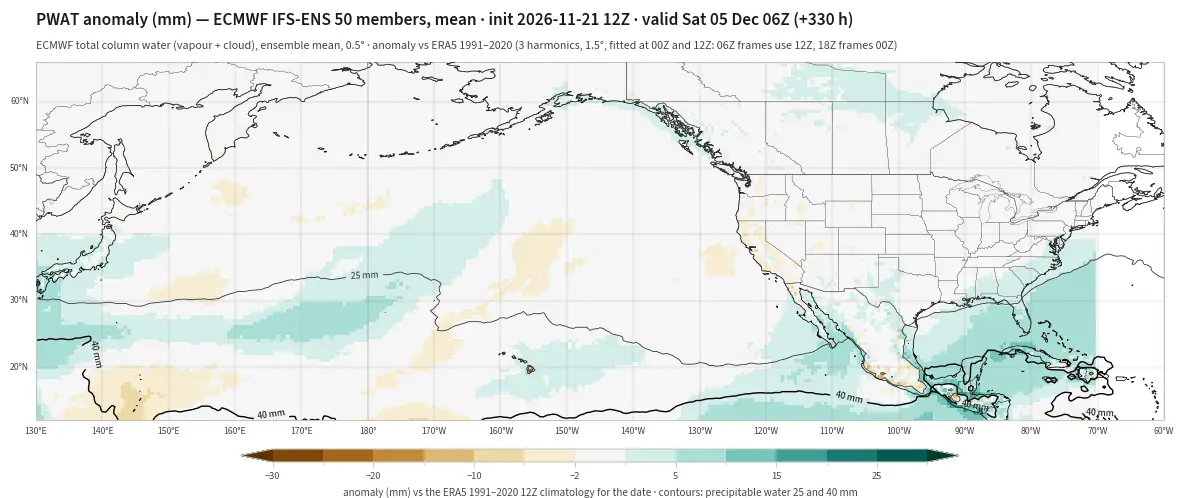 PWAT anomaly (mm) — ECMWF IFS-ENS 50 members, mean · init 2026-11-21 12Z · valid Sat 05 Dec 06Z (+330 h)
ECMWF total column water (vapour + cloud), ensemble mean, 0.5° · anomaly vs ERA5 1991–2020 (3 harmonics, 1.5°, fitted at 00Z and 12Z: 06Z frames use 12Z, 18Z frames 00Z)
60°N
50°N
40°N
30°N
20°N
25 mm
40 mm
40 mm
40 mm
40 mm
40 mm
130°E 140°E 150°E 160°E 170°E 180° 170°W 160°W 150°W 140°W 130°W 120°W 110°W 100°W 90°W 80°W 70°W 60°W
−30 −20 −10 −2 5 15 25
anomaly (mm) vs the ERA5 1991–2020 12Z climatology for the date · contours: precipitable water 25 and 40 mm